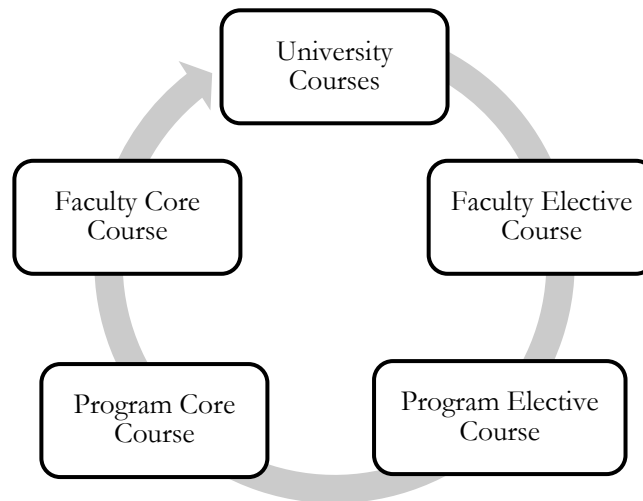 University
Courses
Faculty Elective
Course
Program Elective
Course
Program Core
Course
Faculty Core
Course